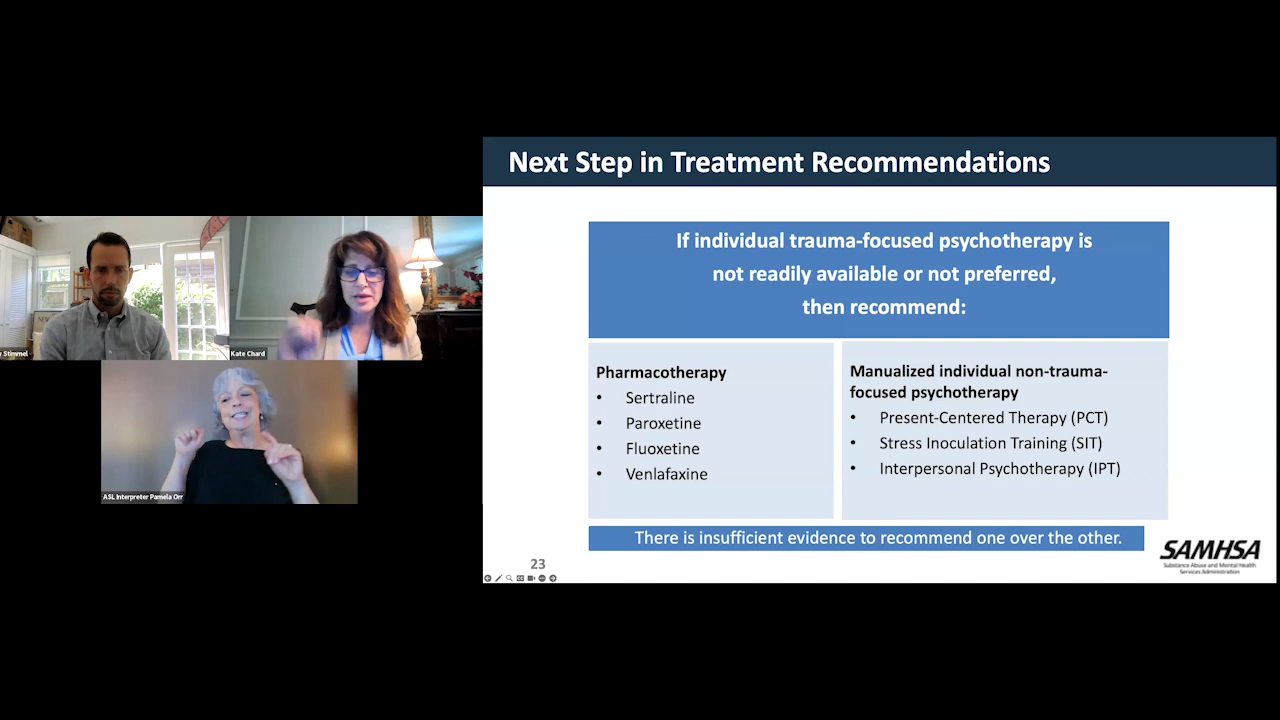 Next Step in Treatment Recommendations
If individual trauma-focused psychotherapy is
not readily available or not preferred,
then recommend:
Pharmacotherapy
• Sertraline
• Paroxetine
• Fluoxetine
• Venlafaxine
Manualized individual non-trauma-
focused psychotherapy
• Present-Centered Therapy (PCT)
• Stress Inoculation Training (SIT)
• Interpersonal Psychotherapy (IPT)
There is insufficient evidence to recommend one over the other.
23
SAMHSA
Substance Abuse and Mental Health
Services Administration
Stimmel
Kate Chard
ASL Interpreter Pamela Orr